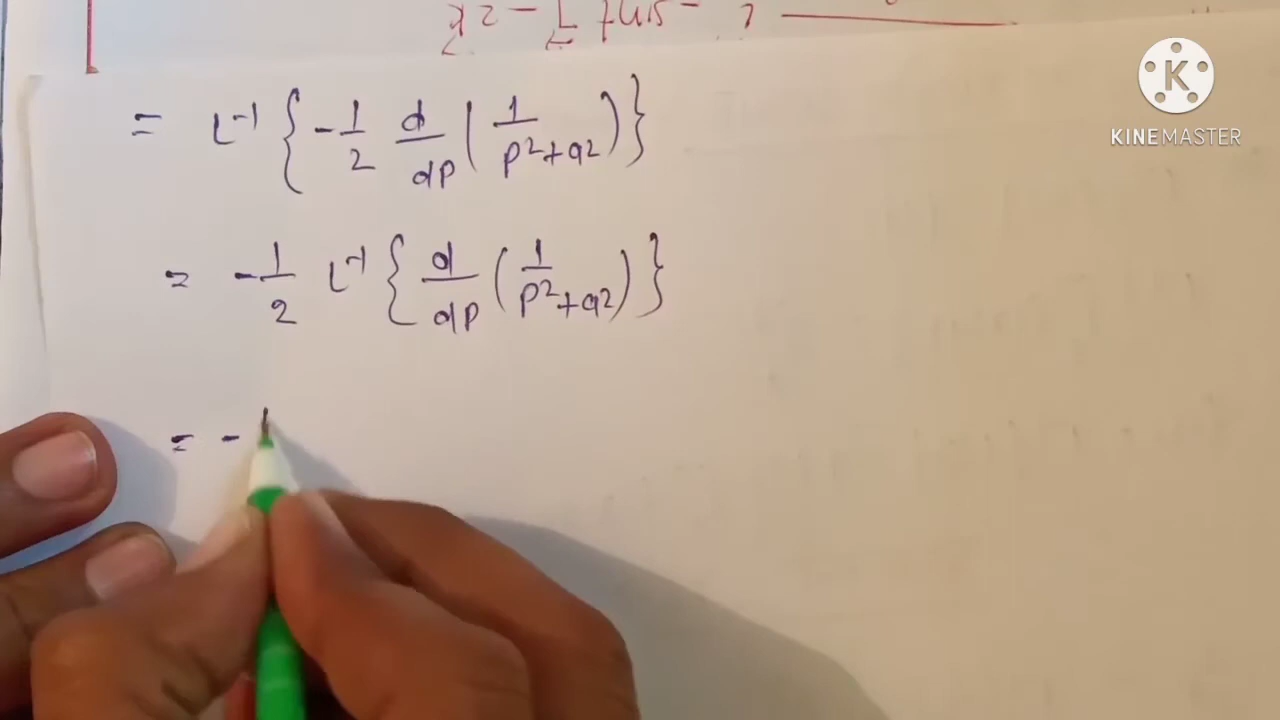 KINEMASTER
= L⁻¹ { -1/2 d/dp ( 1/p²+a² ) }
= -1/2 L⁻¹ { d/dp ( 1/p²+a² ) }
= -